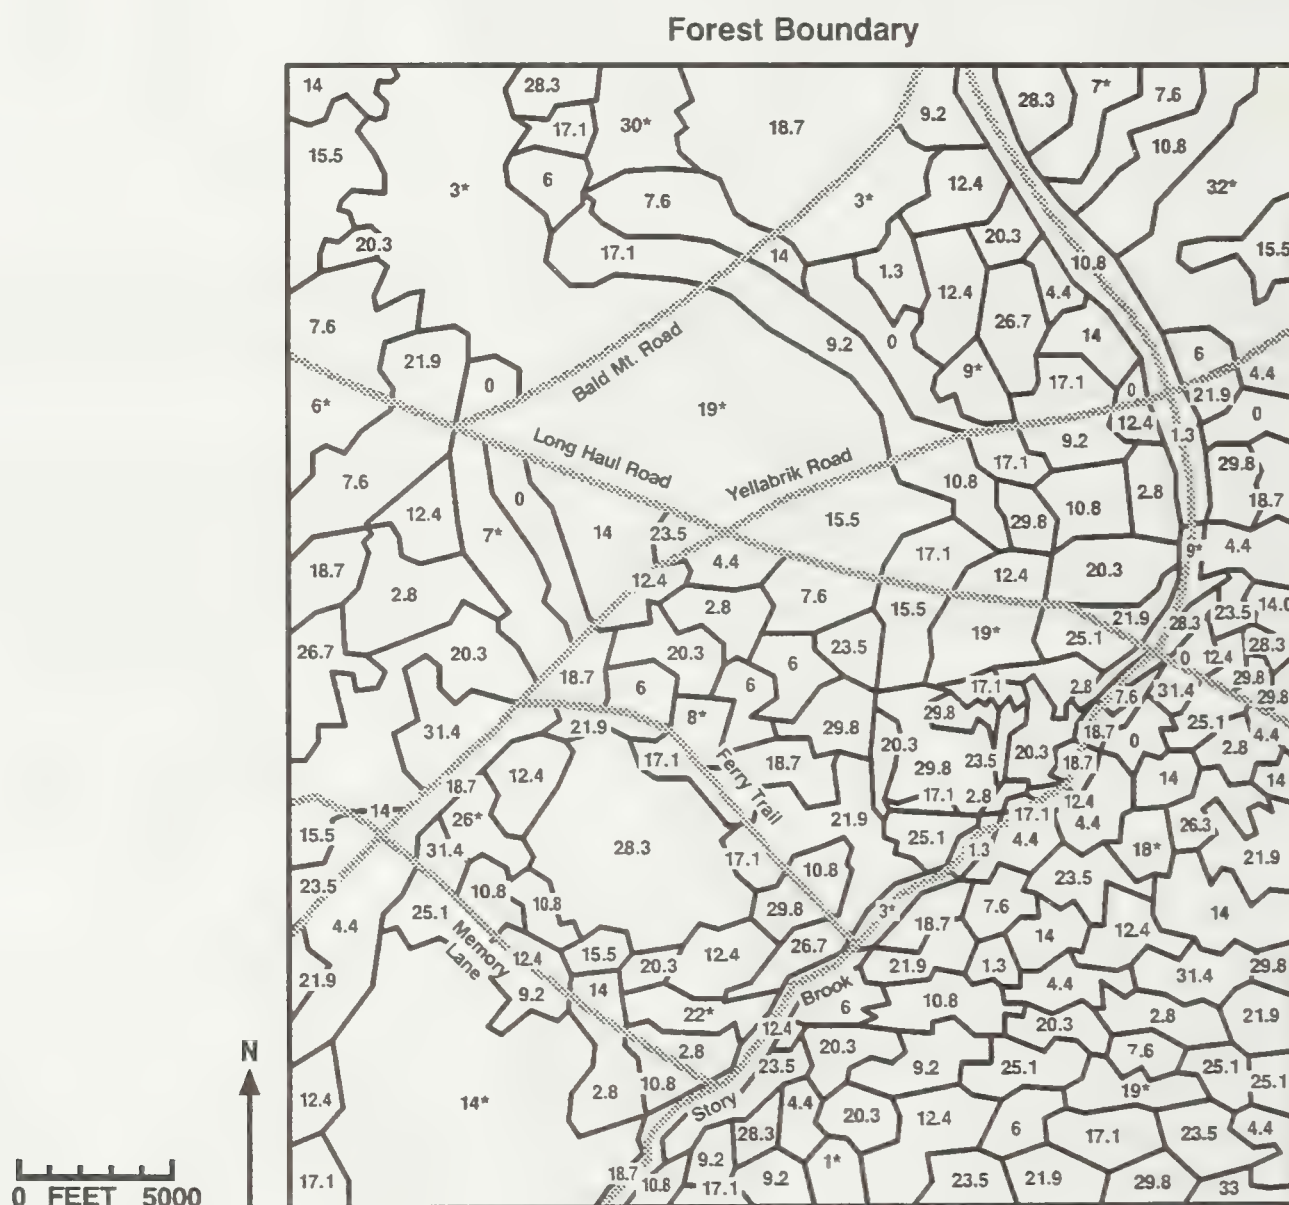 Forest Boundary
14 28.3 17.1 30* 18.7 9.2 28.3 7* 7.6
15.5 10.8
3* 6 7.6 3* 12.4 32*
20.3 17.1 14 1.3 20.3 10.8 15.5
12.4 4.4
7.6 26.7
21.9 9.2 0 14 6
0 Bald Mt. Road 9* 17.1 0 4.4
6* 19* 21.9 0
12.4 1.3
Long Haul Road Yellabrik Road 9.2
7.6 17.1 29.8
0 10.8 2.8 18.7
12.4 10.8
7* 14 23.5 15.5 29.8
4.4 17.1 9* 4.4
18.7 12.4 12.4 20.3
2.8 2.8 7.6 15.5 21.9 23.5 14.0
19* 25.1 28.3
26.7 20.3 20.3 23.5 0 12.4 28.3
18.7 6 6 6 17.1 2.8 7.6 31.4 29.8 29.8
8* 29.8
31.4 21.9 29.8 18.7 0 25.1 4.4
17.1 Ferry Trail 18.7 20.3 29.8 23.5 20.3 18.7 2.8
12.4 14 14
18.7 17.1 2.8 12.4
14 26* 21.9 17.1 4.4 26.3
15.5 31.4 28.3 25.1 1.3 4.4 18* 21.9
17.1 10.8
23.5 10.8 10.8 23.5
25.1 29.8 3* 7.6 14
4.4 Memory Lane 18.7 14 12.4
12.4 15.5 20.3 12.4 26.7
21.9 21.9 1.3 4.4 31.4 29.8
9.2 14 Brook
22* 6 10.8 2.8 21.9
12.4 20.3
N 2.8 23.5 20.3 7.6
9.2 25.1 25.1 25.1
12.4 14* 2.8 10.8 Story 4.4 19*
20.3 12.4 6 17.1 23.5 4.4
28.3
17.1 18.7 10.8 9.2 17.1 9.2 1* 23.5 21.9 29.8 33
0 FEET 5000